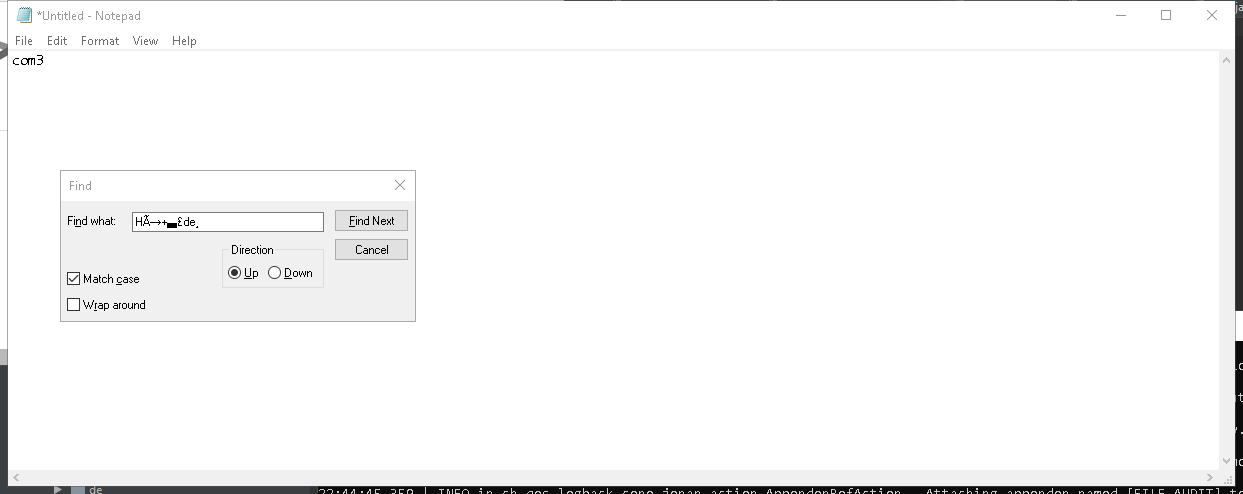 *Untitled - Notepad
File Edit Format View Help
com3
Find
Find what: HÃ→+▬£de¸ Find Next
Direction Cancel
Up Down
Match case
Wrap around
de
22:44:45,359 | INFO in ch.qos.logback.core.joran.action.AppenderRefAction - Attaching appender named [FILE_AUDIT] t